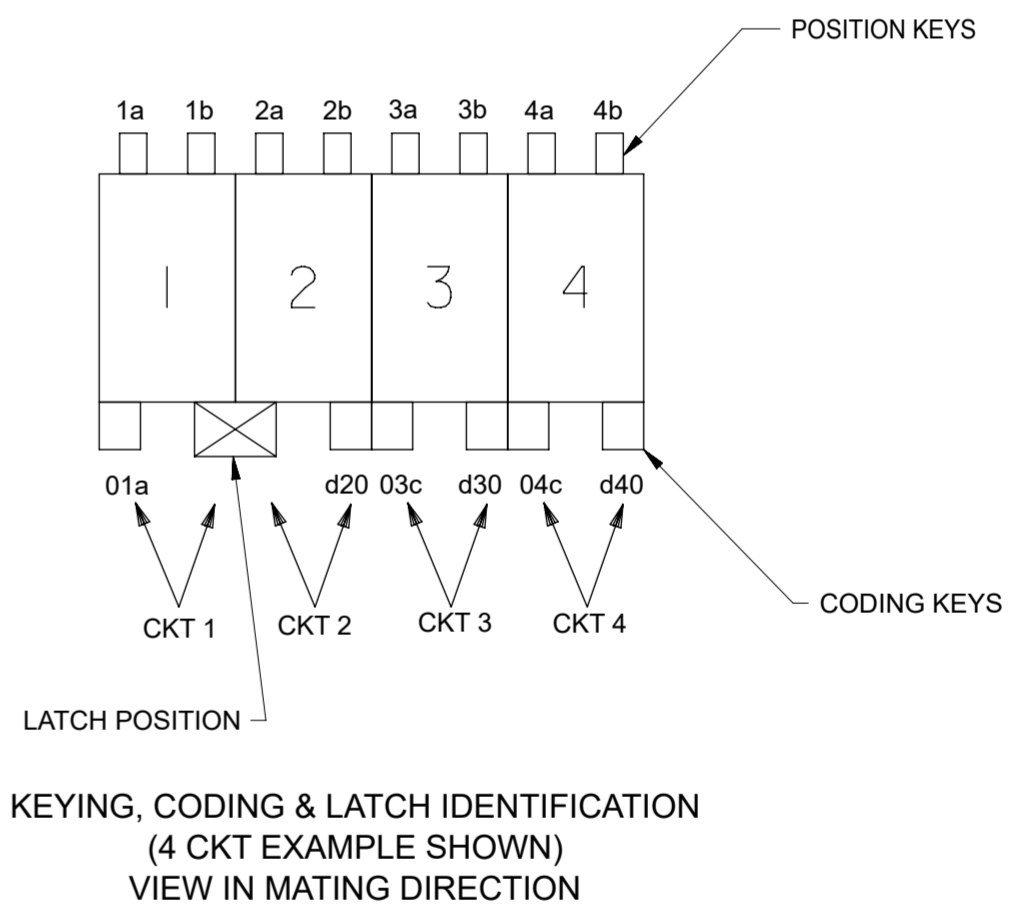 POSITION KEYS
1a 1b 2a 2b 3a 3b 4a 4b
1 2 3 4
01a d20 03c d30 04c d40
CODING KEYS
CKT 1 CKT 2 CKT 3 CKT 4
LATCH POSITION
KEYING, CODING & LATCH IDENTIFICATION
(4 CKT EXAMPLE SHOWN)
VIEW IN MATING DIRECTION